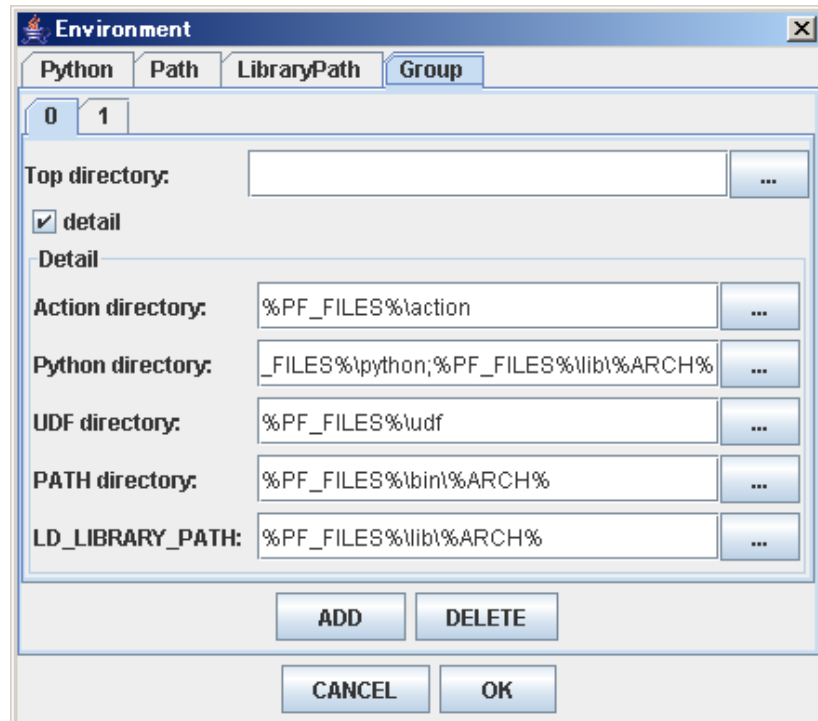 Environment
Python Path LibraryPath Group
0 1
Top directory: ...
detail
Detail
Action directory: %PF_FILES%\action ...
Python directory: _FILES%\python;%PF_FILES%\lib\%ARCH% ...
UDF directory: %PF_FILES%\udf ...
PATH directory: %PF_FILES%\bin\%ARCH% ...
LD_LIBRARY_PATH: %PF_FILES%\lib\%ARCH% ...
ADD DELETE
CANCEL OK